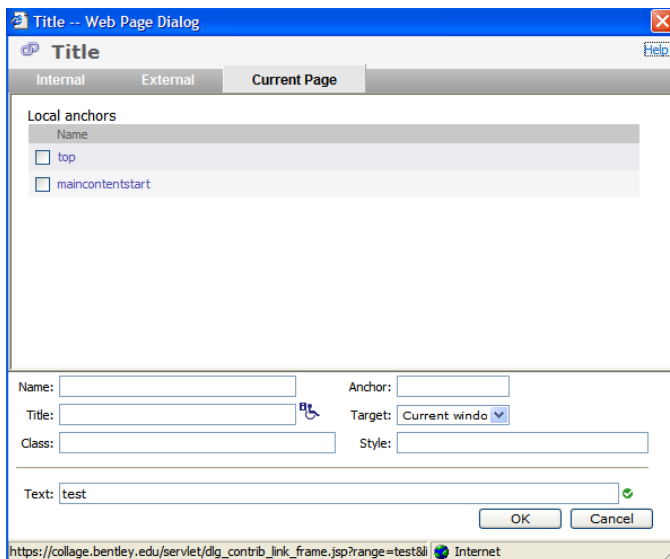 Title -- Web Page Dialog
Title
Help
Internal External Current Page
Local anchors
Name
top
maincontentstart
Name: Anchor:
Title: Target: Current windo
Class: Style:
Text: test
OK Cancel
https://collage.bentley.edu/servlet/dlg_contrib_link_frame.jsp?range=test&li Internet